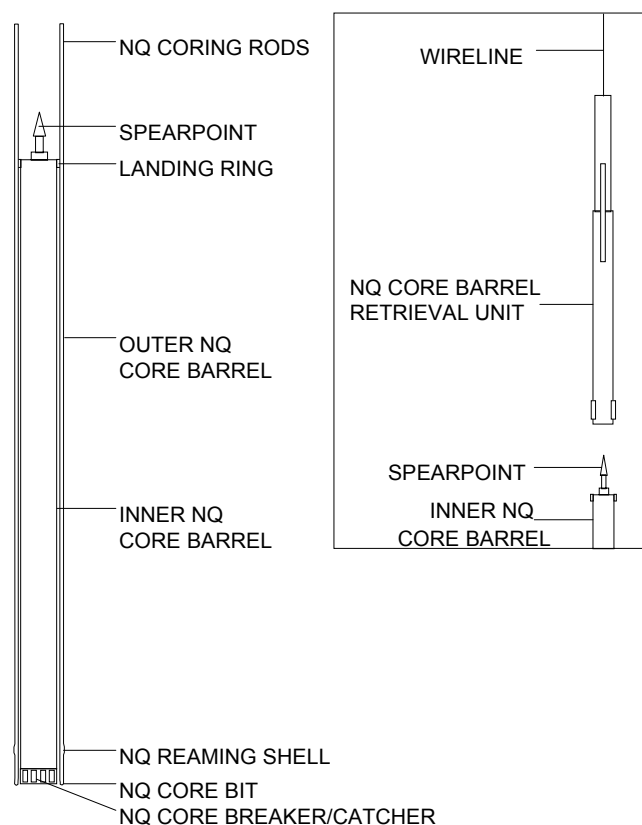 NQ CORING RODS
SPEARPOINT
LANDING RING
OUTER NQ
CORE BARREL
INNER NQ
CORE BARREL
NQ REAMING SHELL
NQ CORE BIT
NQ CORE BREAKER/CATCHER
WIRELINE
NQ CORE BARREL
RETRIEVAL UNIT
SPEARPOINT
INNER NQ
CORE BARREL